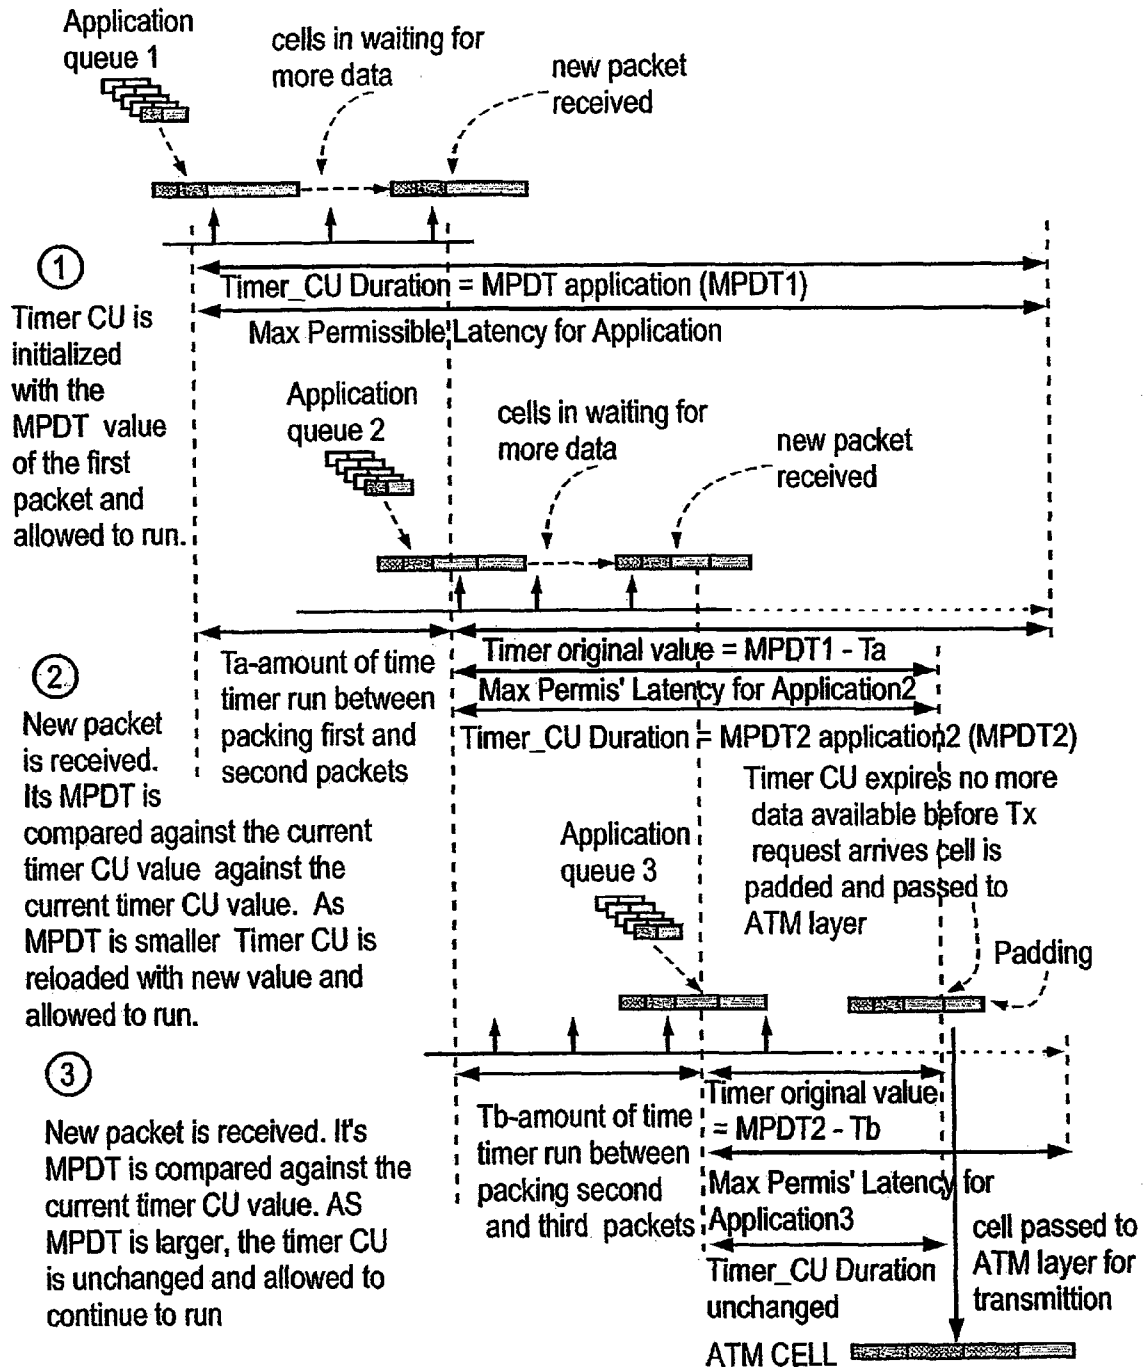 Application
queue 1
cells in waiting for
more data
new packet
received
1
Timer_CU Duration = MPDT application (MPDT1)
Max Permissible' Latency for Application
Timer CU is
initialized
with the
MPDT value
of the first
packet and
allowed to run.
Application
queue 2
cells in waiting for
more data
new packet
received
2
Ta-amount of time
timer run between
packing first and
second packets
Timer original value = MPDT1 - Ta
Max Permis' Latency for Application2
Timer_CU Duration = MPDT2 application2 (MPDT2)
New packet
is received.
Its MPDT is
compared against the current
timer CU value against the
current timer CU value. As
MPDT is smaller Timer CU is
reloaded with new value and
allowed to run.
Application
queue 3
Timer CU expires no more
data available before Tx
request arrives cell is
padded and passed to
ATM layer
Padding
3
New packet is received. It's
MPDT is compared against the
current timer CU value. AS
MPDT is larger, the timer CU
is unchanged and allowed to
continue to run
Tb-amount of time
timer run between
packing second
and third packets
Timer original value
= MPDT2 - Tb
Max Permis' Latency for
Application3
Timer_CU Duration
unchanged
cell passed to
ATM layer for
transmittion
ATM CELL